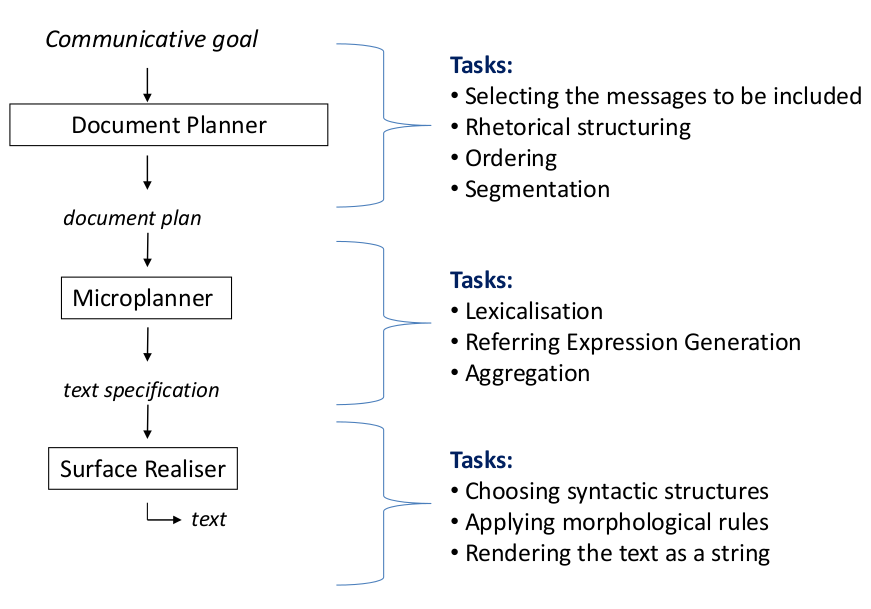 Communicative goal
Document Planner
document plan
Microplanner
text specification
Surface Realiser
text
Tasks:
• Selecting the messages to be included
• Rhetorical structuring
• Ordering
• Segmentation
Tasks:
• Lexicalisation
• Referring Expression Generation
• Aggregation
Tasks:
• Choosing syntactic structures
• Applying morphological rules
• Rendering the text as a string